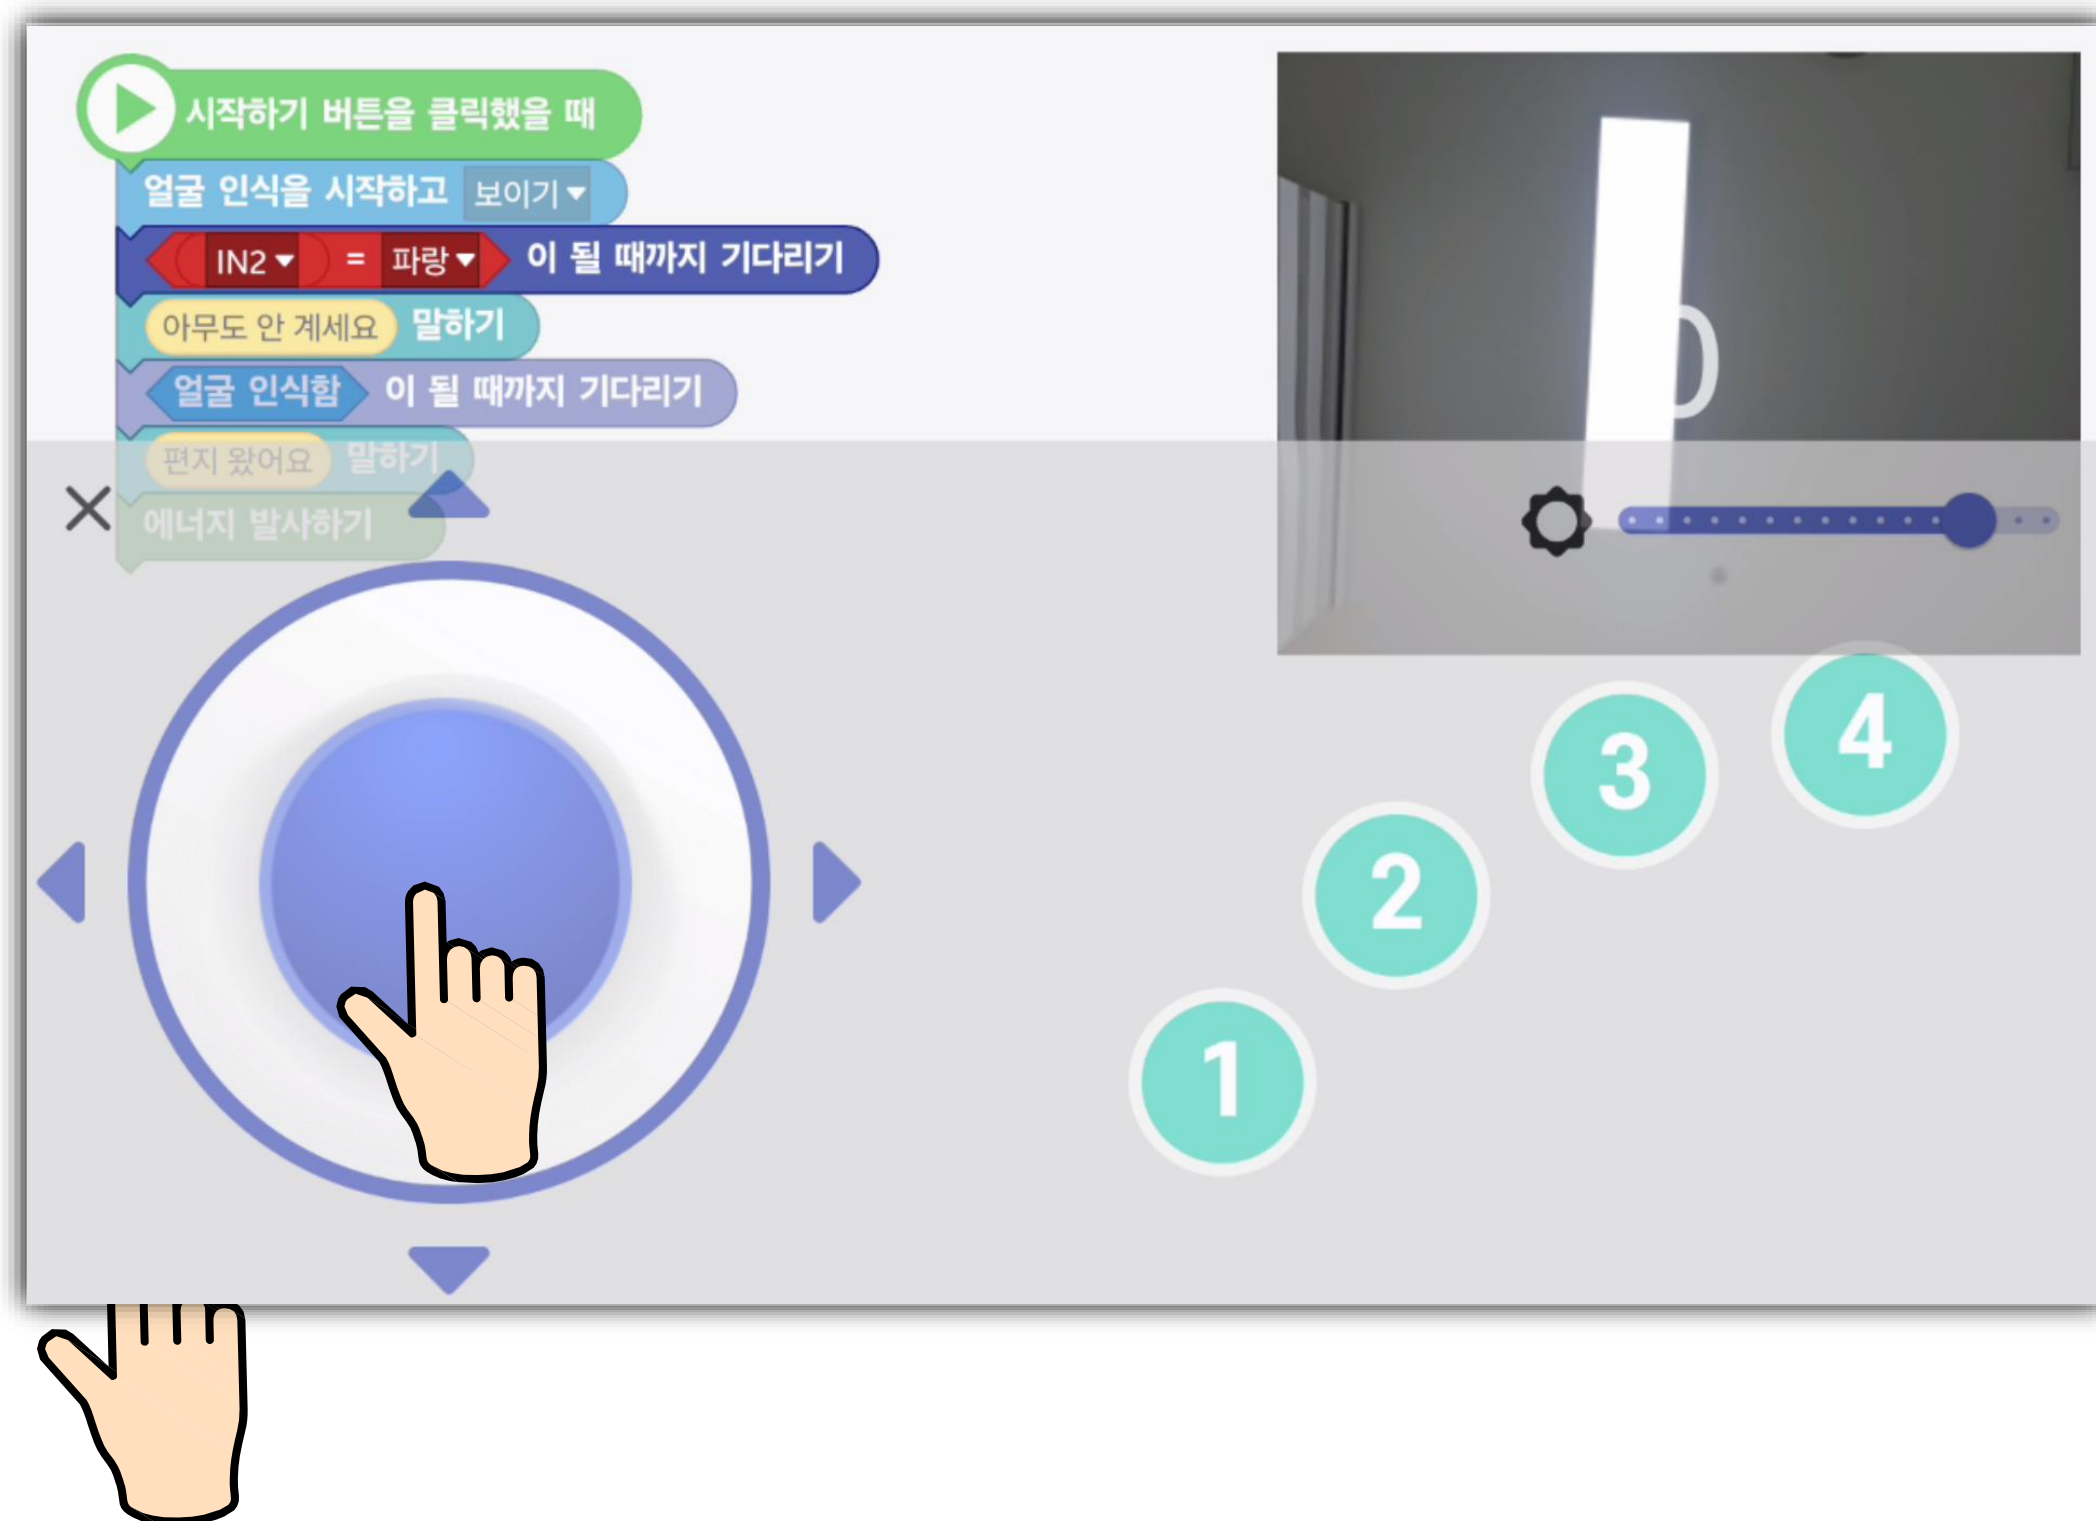 시작하기 버튼을 클릭했을 때
얼굴 인식을 시작하고 보이기
IN2 = 파랑 이 될 때까지 기다리기
아무도 안 계세요 말하기
얼굴 인식함 이 될 때까지 기다리기
편지 왔어요 말하기
에너지 발사하기
4
3
2
1